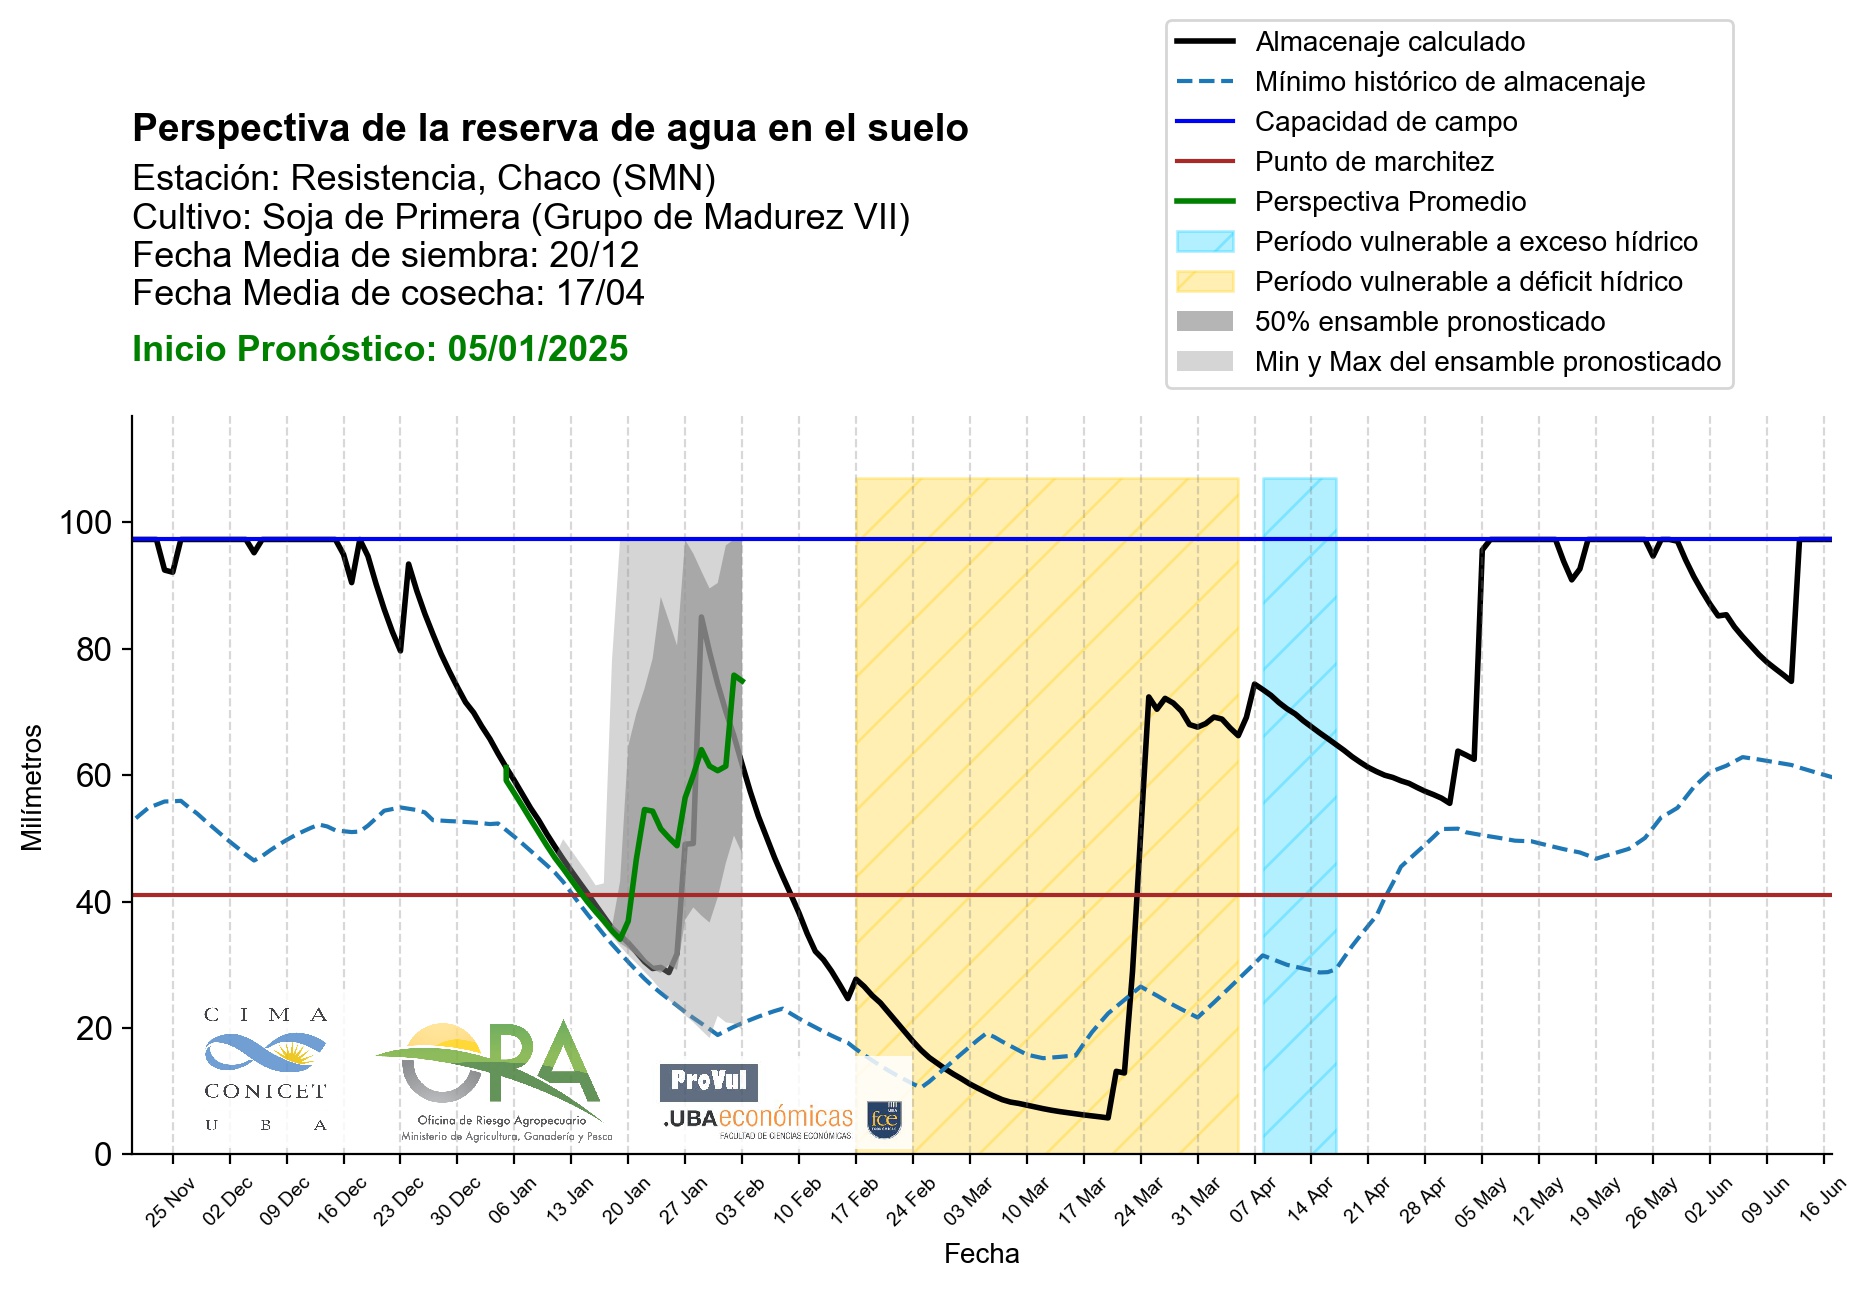 Almacenaje calculado
Mínimo histórico de almacenaje
Capacidad de campo
Punto de marchitez
Perspectiva Promedio
Período vulnerable a exceso hídrico
Período vulnerable a déficit hídrico
50% ensamble pronosticado
Min y Max del ensamble pronosticado
Perspectiva de la reserva de agua en el suelo
Estación: Resistencia, Chaco (SMN)
Cultivo: Soja de Primera (Grupo de Madurez VII)
Fecha Media de siembra: 20/12
Fecha Media de cosecha: 17/04
Inicio Pronóstico: 05/01/2025
Milímetros
100
80
60
40
20
0
CIMA
CONICET
UBA
ORA
Oficina de Riesgo Agropecuario
Ministerio de Agricultura, Ganadería y Pesca
ProVul
.UBAeconómicas
FACULTAD DE CIENCIAS ECONÓMICAS
UBA
fce
ECONÓMICAS
25 Nov
02 Dec
09 Dec
16 Dec
23 Dec
30 Dec
06 Jan
13 Jan
20 Jan
27 Jan
03 Feb
10 Feb
17 Feb
24 Feb
03 Mar
10 Mar
17 Mar
24 Mar
31 Mar
07 Apr
14 Apr
21 Apr
28 Apr
05 May
12 May
19 May
26 May
02 Jun
09 Jun
16 Jun
Fecha